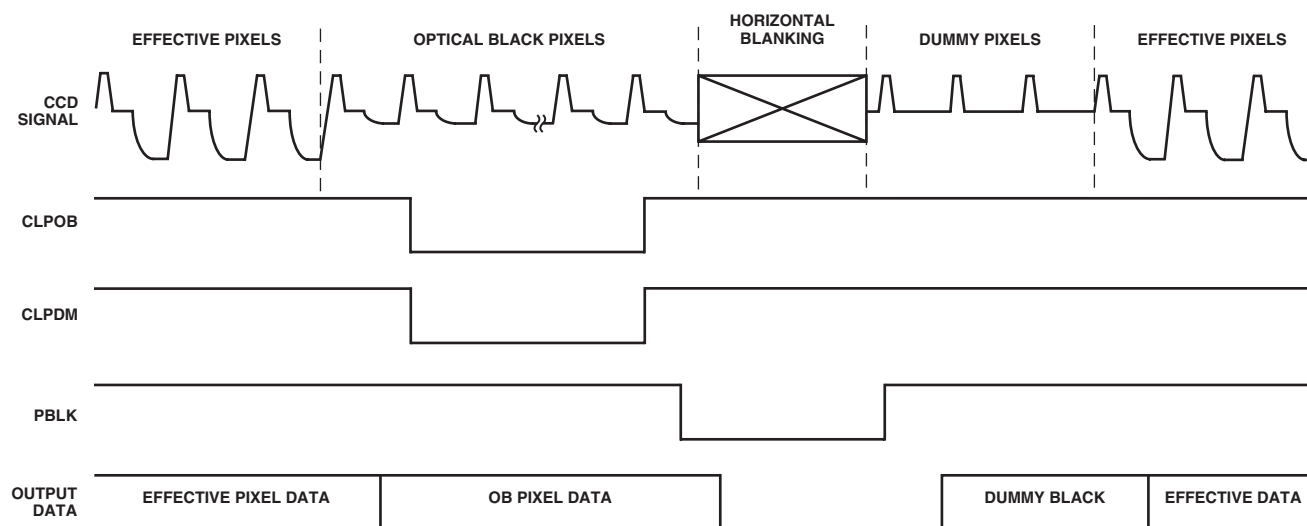 EFFECTIVE PIXELS
OPTICAL BLACK PIXELS
HORIZONTAL
BLANKING
DUMMY PIXELS
EFFECTIVE PIXELS
CCD
SIGNAL
CLPOB
CLPDM
PBLK
OUTPUT
DATA
EFFECTIVE PIXEL DATA
OB PIXEL DATA
DUMMY BLACK
EFFECTIVE DATA